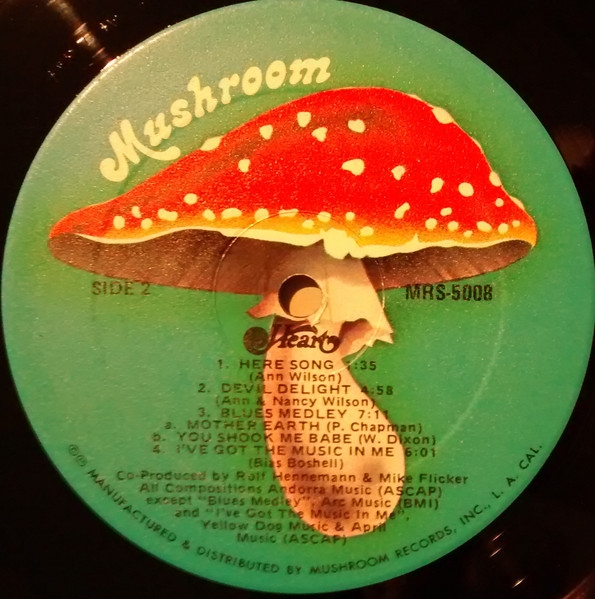 Mushroom
SIDE 2
MRS-5008
Heart
1. HERE SONG 1:35
(Ann Wilson)
2. DEVIL DELIGHT 4:58
(Ann & Nancy Wilson)
3. BLUES MEDLEY 7:11
a. MOTHER EARTH (P. Chapman)
b. YOU SHOOK ME BABE (W. Dixon)
4. I'VE GOT THE MUSIC IN ME 6:01
(Bias Boshell)
Co-Produced by Rolf Hennemann & Mike Flicker
All Compositions Andorra Music (ASCAP)
except "Blues Medley", Arc Music (BMI)
and "I've Got The Music In Me",
Yellow Dog Music & April
Music (ASCAP)
©℗ MANUFACTURED & DISTRIBUTED BY MUSHROOM RECORDS, INC., L. A. CAL.